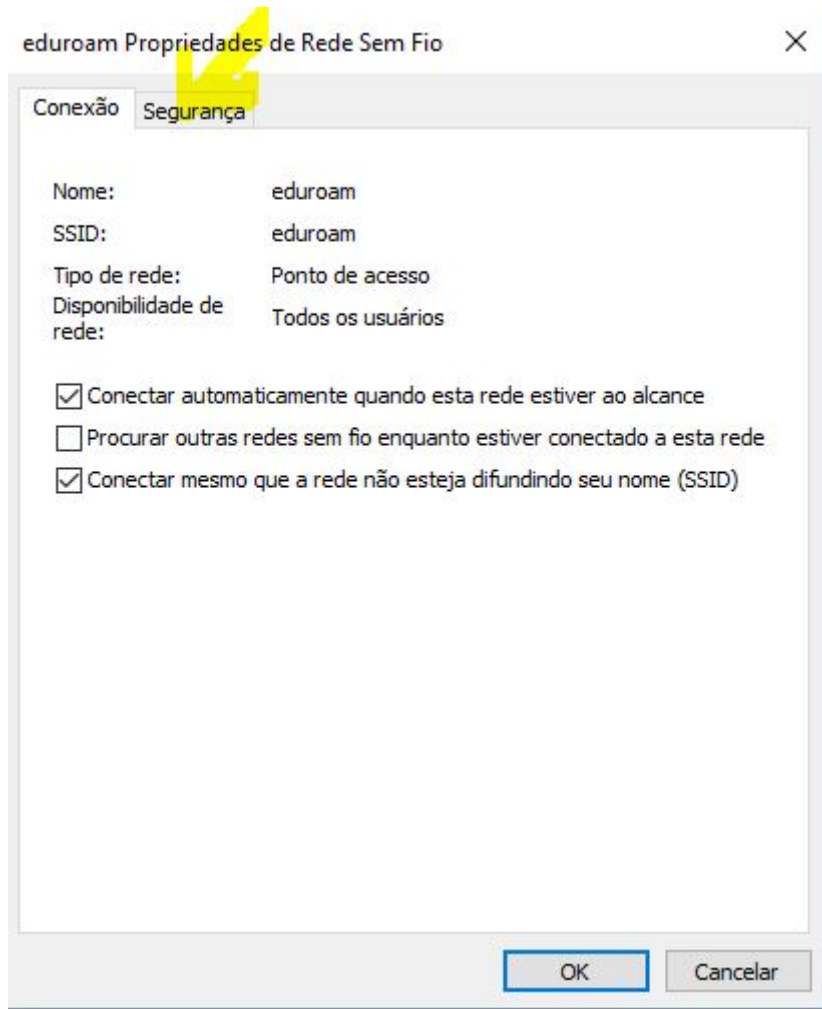 eduroam Propriedades de Rede Sem Fio
Conexão Segurança
Nome: eduroam
SSID: eduroam
Tipo de rede: Ponto de acesso
Disponibilidade de
rede: Todos os usuários
Conectar automaticamente quando esta rede estiver ao alcance
Procurar outras redes sem fio enquanto estiver conectado a esta rede
Conectar mesmo que a rede não esteja difundindo seu nome (SSID)
OK Cancelar